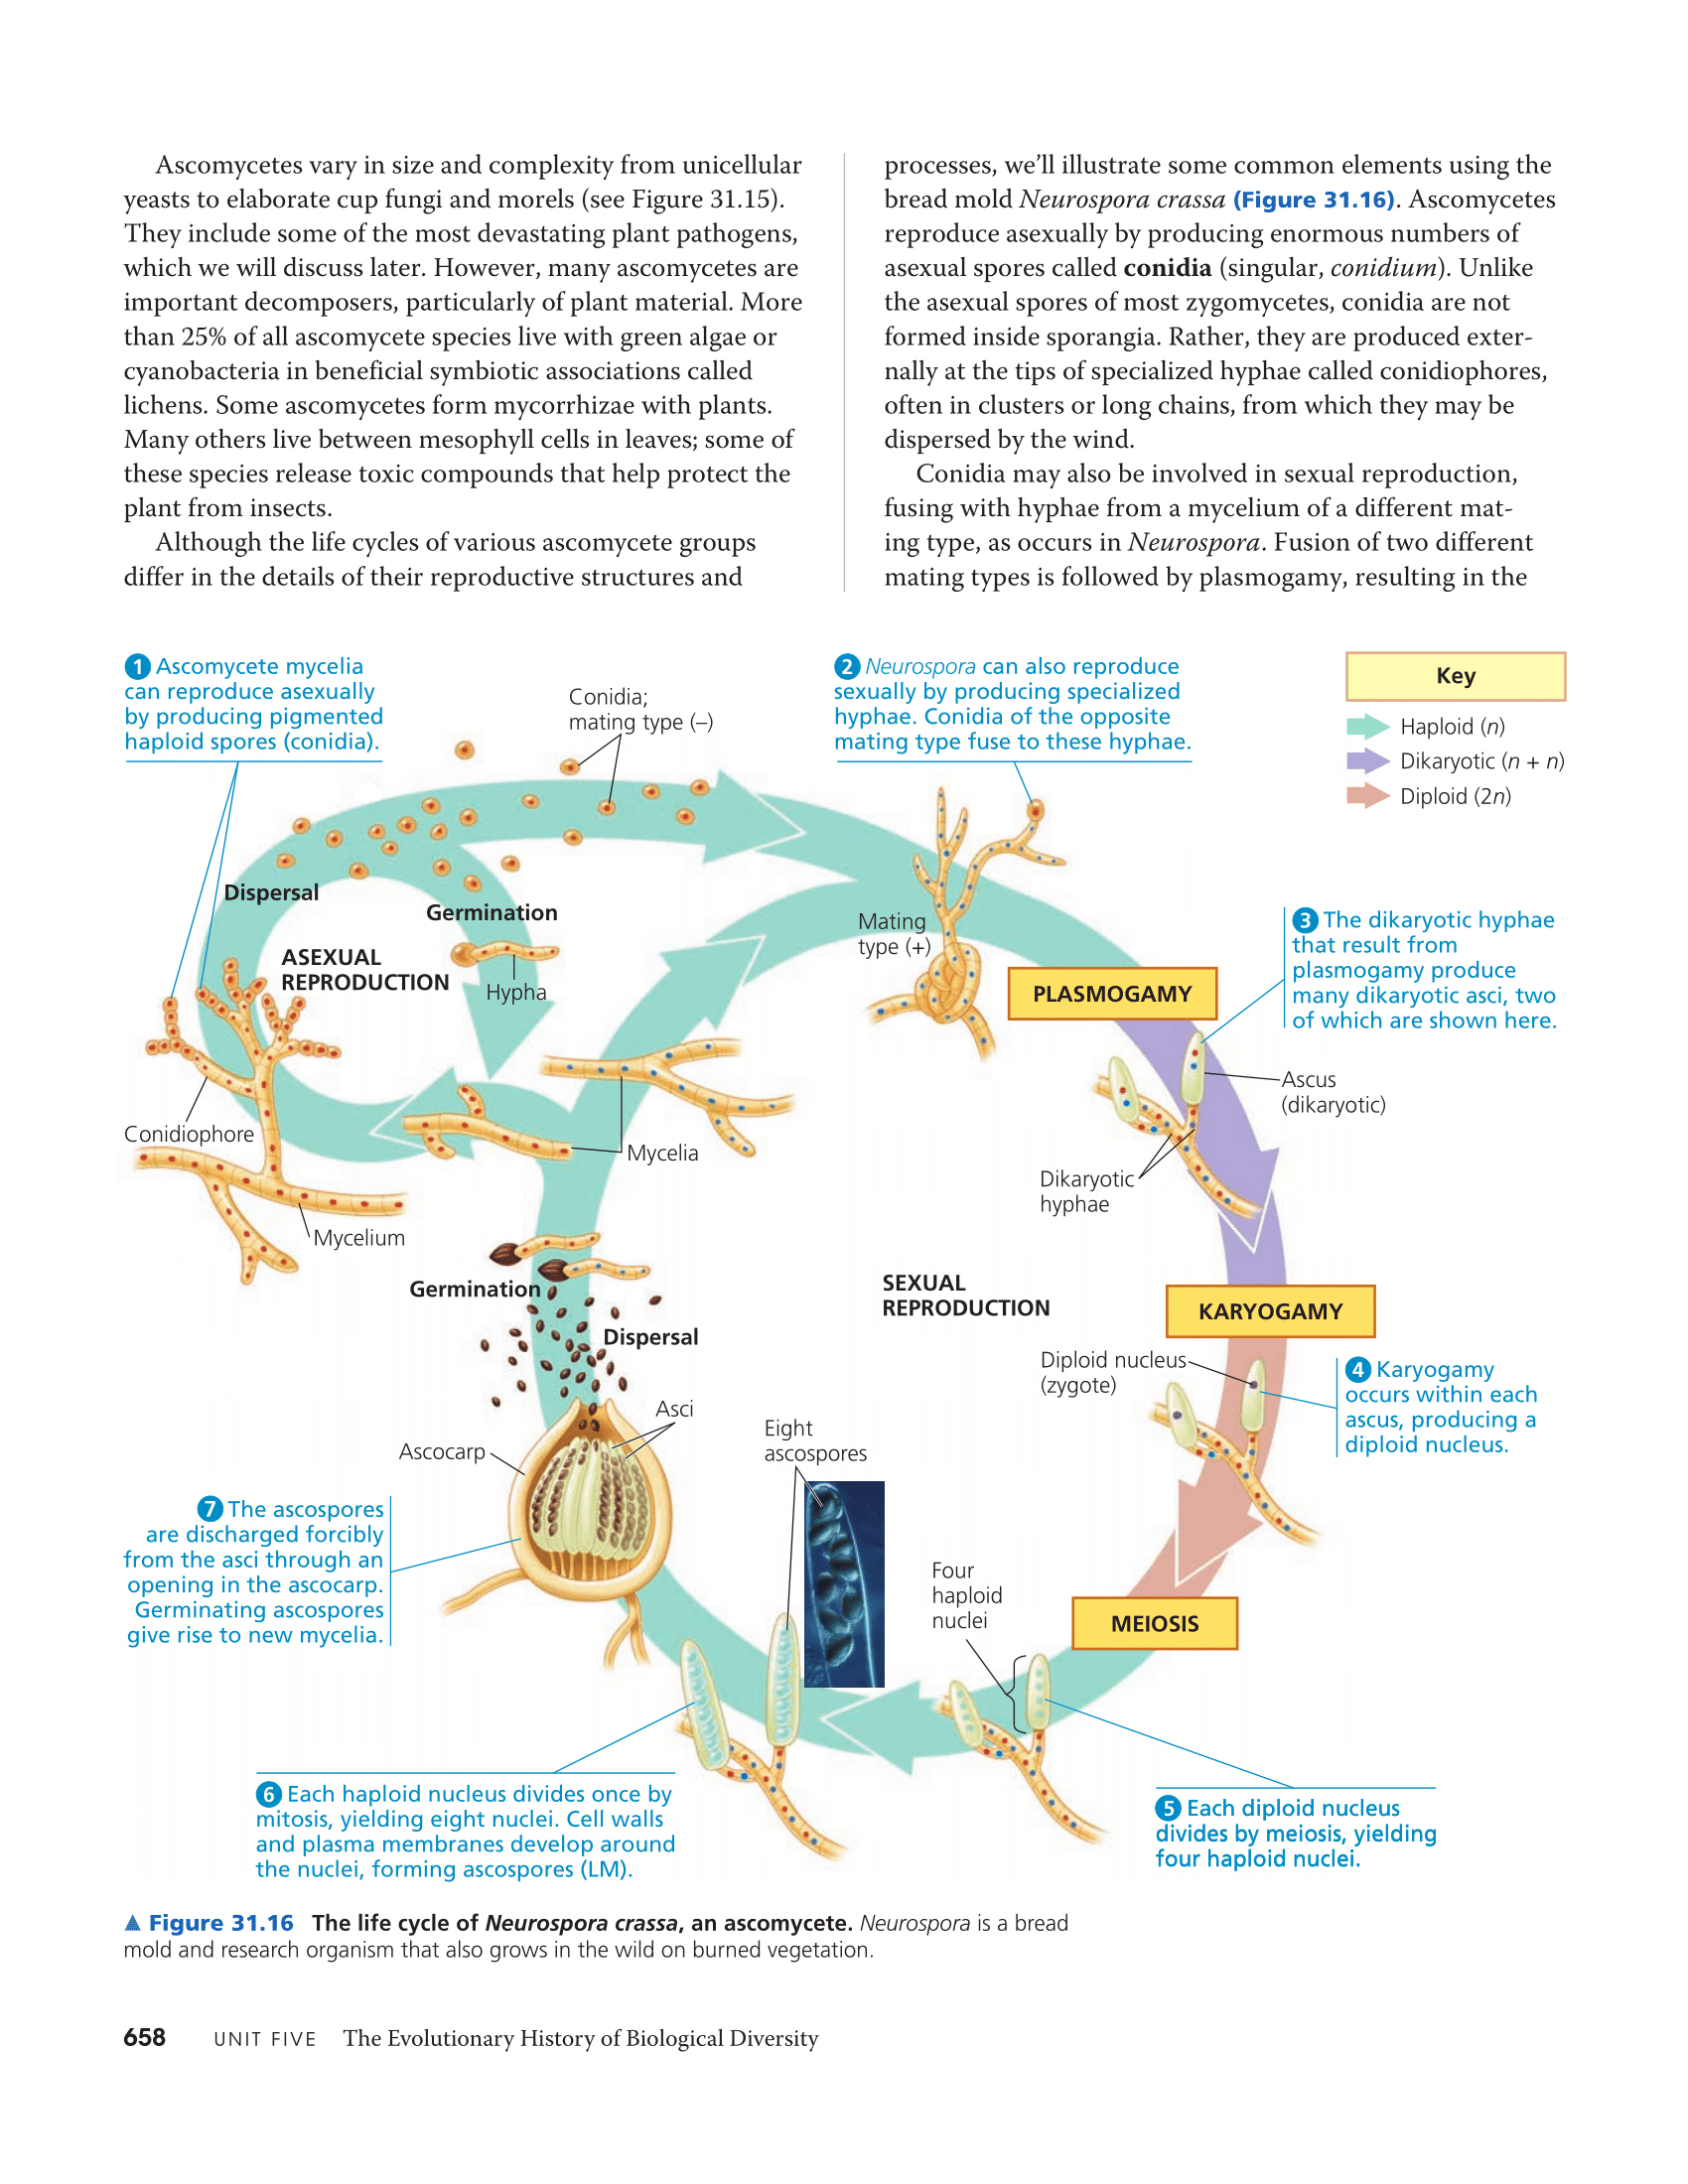 Ascomycetes vary in size and complexity from unicellular
yeasts to elaborate cup fungi and morels (see Figure 31.15).
They include some of the most devastating plant pathogens,
which we will discuss later. However, many ascomycetes are
important decomposers, particularly of plant material. More
than 25% of all ascomycete species live with green algae or
cyanobacteria in beneficial symbiotic associations called
lichens. Some ascomycetes form mycorrhizae with plants.
Many others live between mesophyll cells in leaves; some of
these species release toxic compounds that help protect the
plant from insects.
Although the life cycles of various ascomycete groups
differ in the details of their reproductive structures and
processes, we'll illustrate some common elements using the
bread mold Neurospora crassa (Figure 31.16). Ascomycetes
reproduce asexually by producing enormous numbers of
asexual spores called conidia (singular, conidium). Unlike
the asexual spores of most zygomycetes, conidia are not
formed inside sporangia. Rather, they are produced exter-
nally at the tips of specialized hyphae called conidiophores,
often in clusters or long chains, from which they may be
dispersed by the wind.
Conidia may also be involved in sexual reproduction,
fusing with hyphae from a mycelium of a different mat-
ing type, as occurs in Neurospora. Fusion of two different
mating types is followed by plasmogamy, resulting in the
1 Ascomycete mycelia
can reproduce asexually
by producing pigmented
haploid spores (conidia).
Conidia;
mating type (–)
2 Neurospora can also reproduce
sexually by producing specialized
hyphae. Conidia of the opposite
mating type fuse to these hyphae.
Key
Haploid (n)
Dikaryotic (n + n)
Diploid (2n)
Dispersal
Germination
ASEXUAL
REPRODUCTION
Hypha
Mating
type (+)
PLASMOGAMY
3 The dikaryotic hyphae
that result from
plasmogamy produce
many dikaryotic asci, two
of which are shown here.
Ascus
(dikaryotic)
Conidiophore
Mycelia
Dikaryotic
hyphae
Mycelium
Germination
SEXUAL
REPRODUCTION
KARYOGAMY
Dispersal
Diploid nucleus
(zygote)
4 Karyogamy
occurs within each
ascus, producing a
diploid nucleus.
Asci
Ascocarp
Eight
ascospores
7 The ascospores
are discharged forcibly
from the asci through an
opening in the ascocarp.
Germinating ascospores
give rise to new mycelia.
Four
haploid
nuclei
MEIOSIS
6 Each haploid nucleus divides once by
mitosis, yielding eight nuclei. Cell walls
and plasma membranes develop around
the nuclei, forming ascospores (LM).
5 Each diploid nucleus
divides by meiosis, yielding
four haploid nuclei.
▲ Figure 31.16 The life cycle of Neurospora crassa, an ascomycete. Neurospora is a bread
mold and research organism that also grows in the wild on burned vegetation.
658 UNIT FIVE The Evolutionary History of Biological Diversity